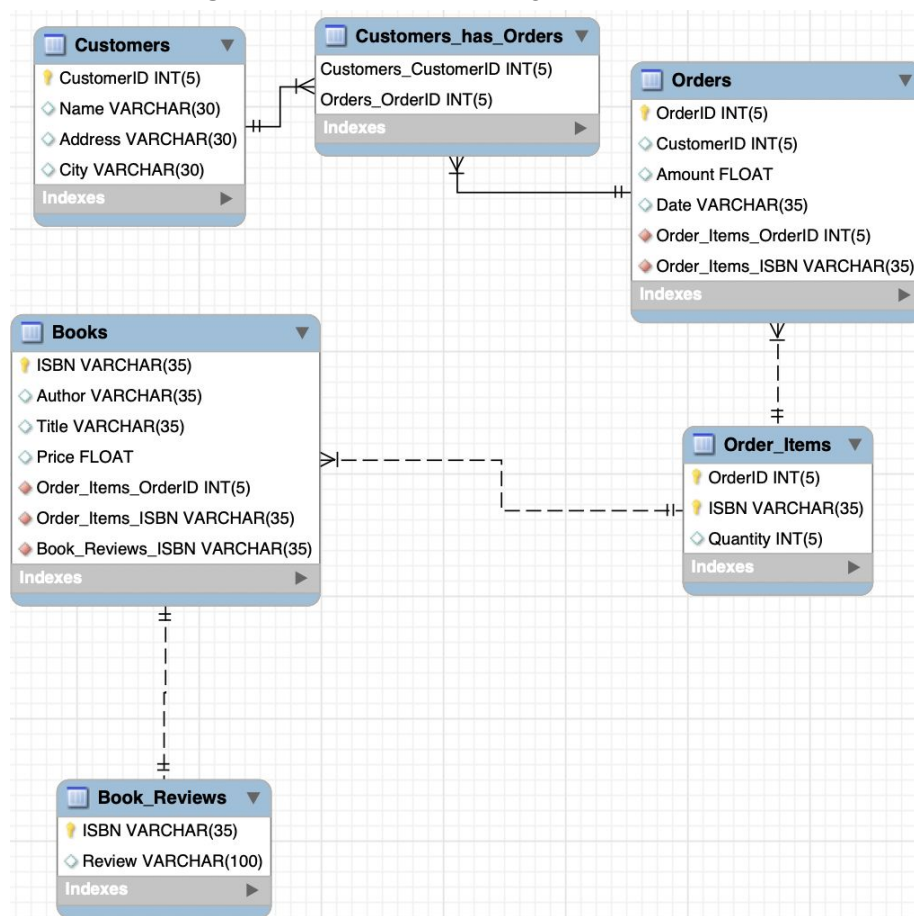 Customers
CustomerID INT(5)
Name VARCHAR(30)
Address VARCHAR(30)
City VARCHAR(30)
Indexes
Customers_has_Orders
Customers_CustomerID INT(5)
Orders_OrderID INT(5)
Indexes
Orders
OrderID INT(5)
CustomerID INT(5)
Amount FLOAT
Date VARCHAR(35)
Order_Items_OrderID INT(5)
Order_Items_ISBN VARCHAR(35)
Indexes
Books
ISBN VARCHAR(35)
Author VARCHAR(35)
Title VARCHAR(35)
Price FLOAT
Order_Items_OrderID INT(5)
Order_Items_ISBN VARCHAR(35)
Book_Reviews_ISBN VARCHAR(35)
Indexes
Order_Items
OrderID INT(5)
ISBN VARCHAR(35)
Quantity INT(5)
Indexes
Book_Reviews
ISBN VARCHAR(35)
Review VARCHAR(100)
Indexes